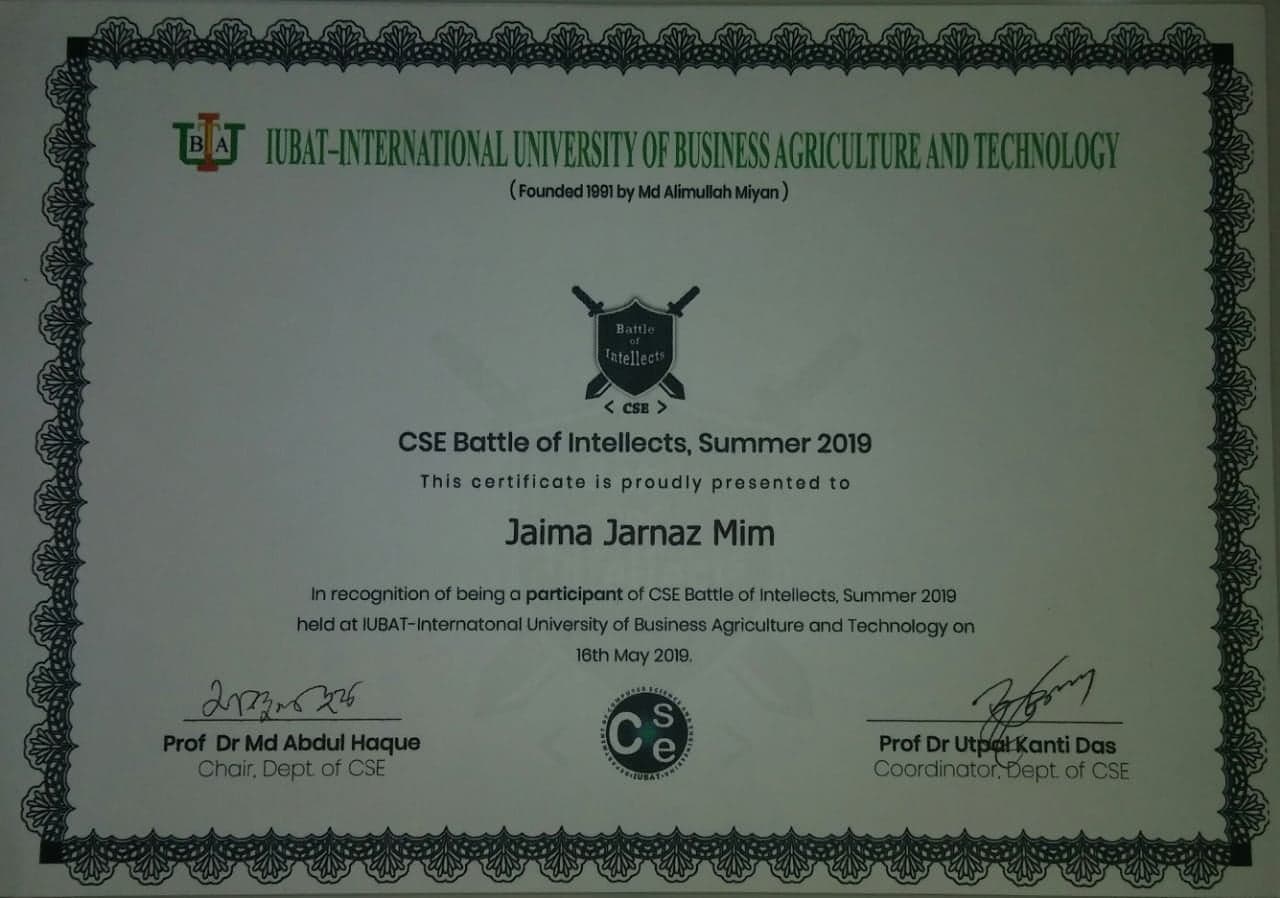 IUBAT
IUBAT-INTERNATIONAL UNIVERSITY OF BUSINESS AGRICULTURE AND TECHNOLOGY
(Founded 1991 by Md Alimullah Miyan)
Battle
of
Intellects
< CSE >
CSE Battle of Intellects, Summer 2019
This certificate is proudly presented to
Jaima Jarnaz Mim
In recognition of being a participant of CSE Battle of Intellects, Summer 2019
held at IUBAT-Internatonal University of Business Agriculture and Technology on
16th May 2019.
Prof Dr Md Abdul Haque
Chair, Dept. of CSE
CSe
IUBAT
Prof Dr Utpal Kanti Das
Coordinator, Dept. of CSE